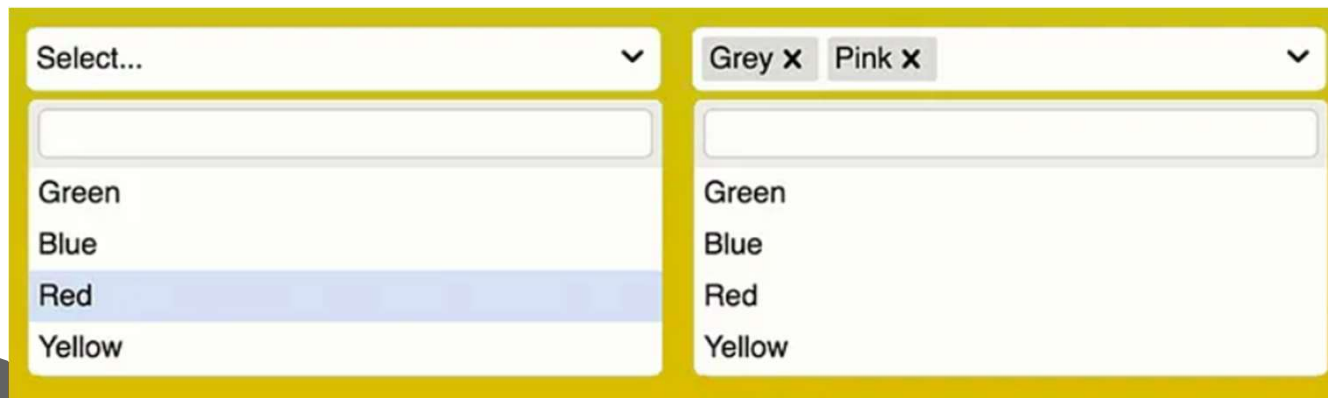 Select...
Green
Blue
Red
Yellow
Grey × Pink ×
Green
Blue
Red
Yellow